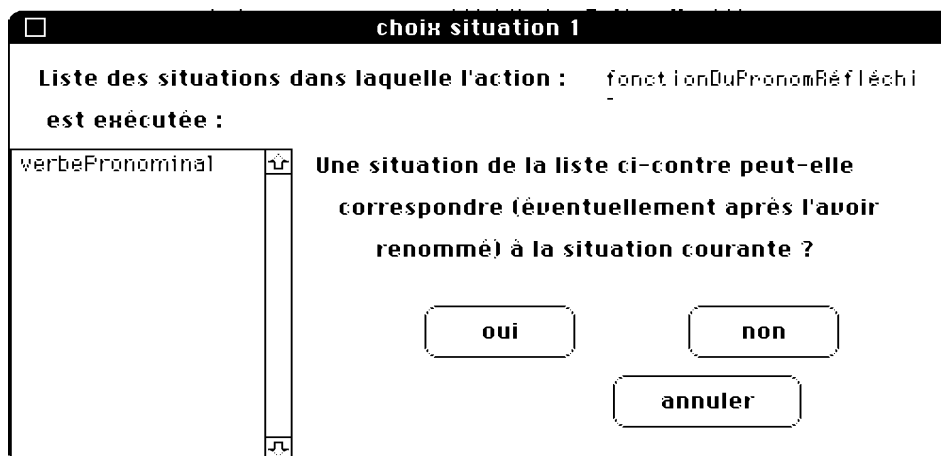 choix situation 1
Liste des situations dans laquelle l'action :
fonctionDuPronomRéfléchi
est exécutée :
verbePronominal
Une situation de la liste ci-contre peut-elle
correspondre (éventuellement après l'avoir
renommé) à la situation courante ?
oui
non
annuler